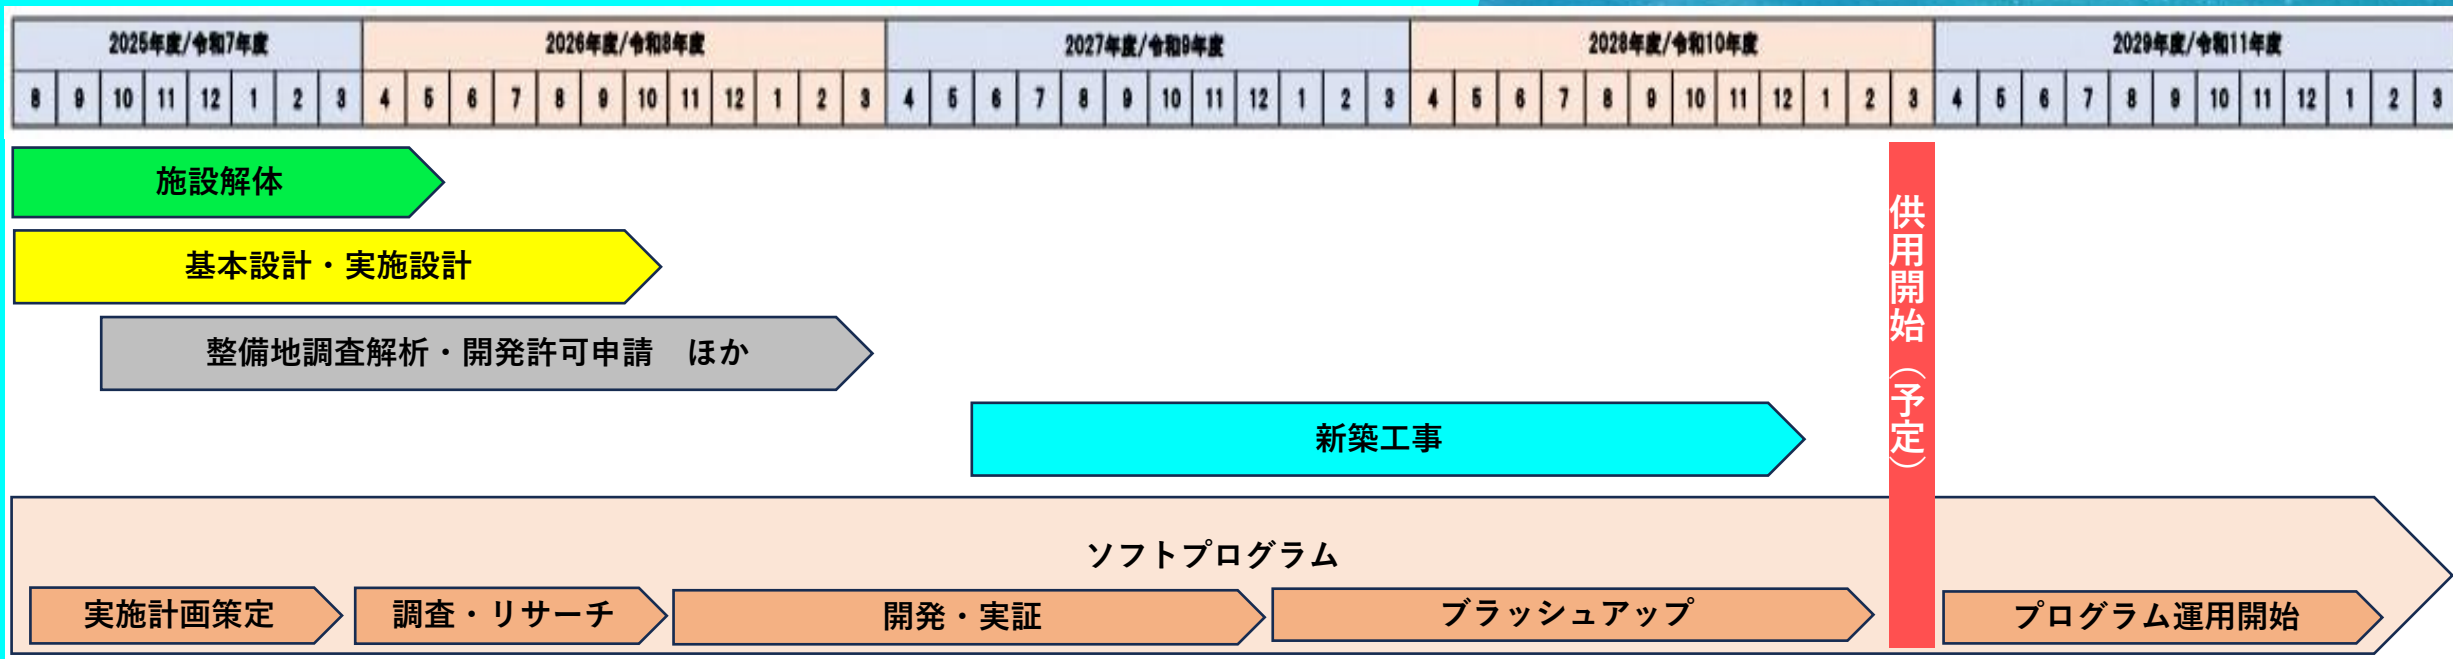 2025年度/令和7年度 2026年度/令和8年度 2027年度/令和9年度 2028年度/令和10年度 2029年度/令和11年度
8 9 10 11 12 1 2 3 4 5 6 7 8 9 10 11 12 1 2 3 4 5 6 7 8 9 10 11 12 1 2 3 4 5 6 7 8 9 10 11 12 1 2 3 4 5 6 7 8 9 10 11 12 1 2 3
施設解体
基本設計・実施設計
整備地調査解析・開発許可申請　ほか
新築工事
供用開始（予定）
ソフトプログラム
実施計画策定 調査・リサーチ 開発・実証 ブラッシュアップ プログラム運用開始